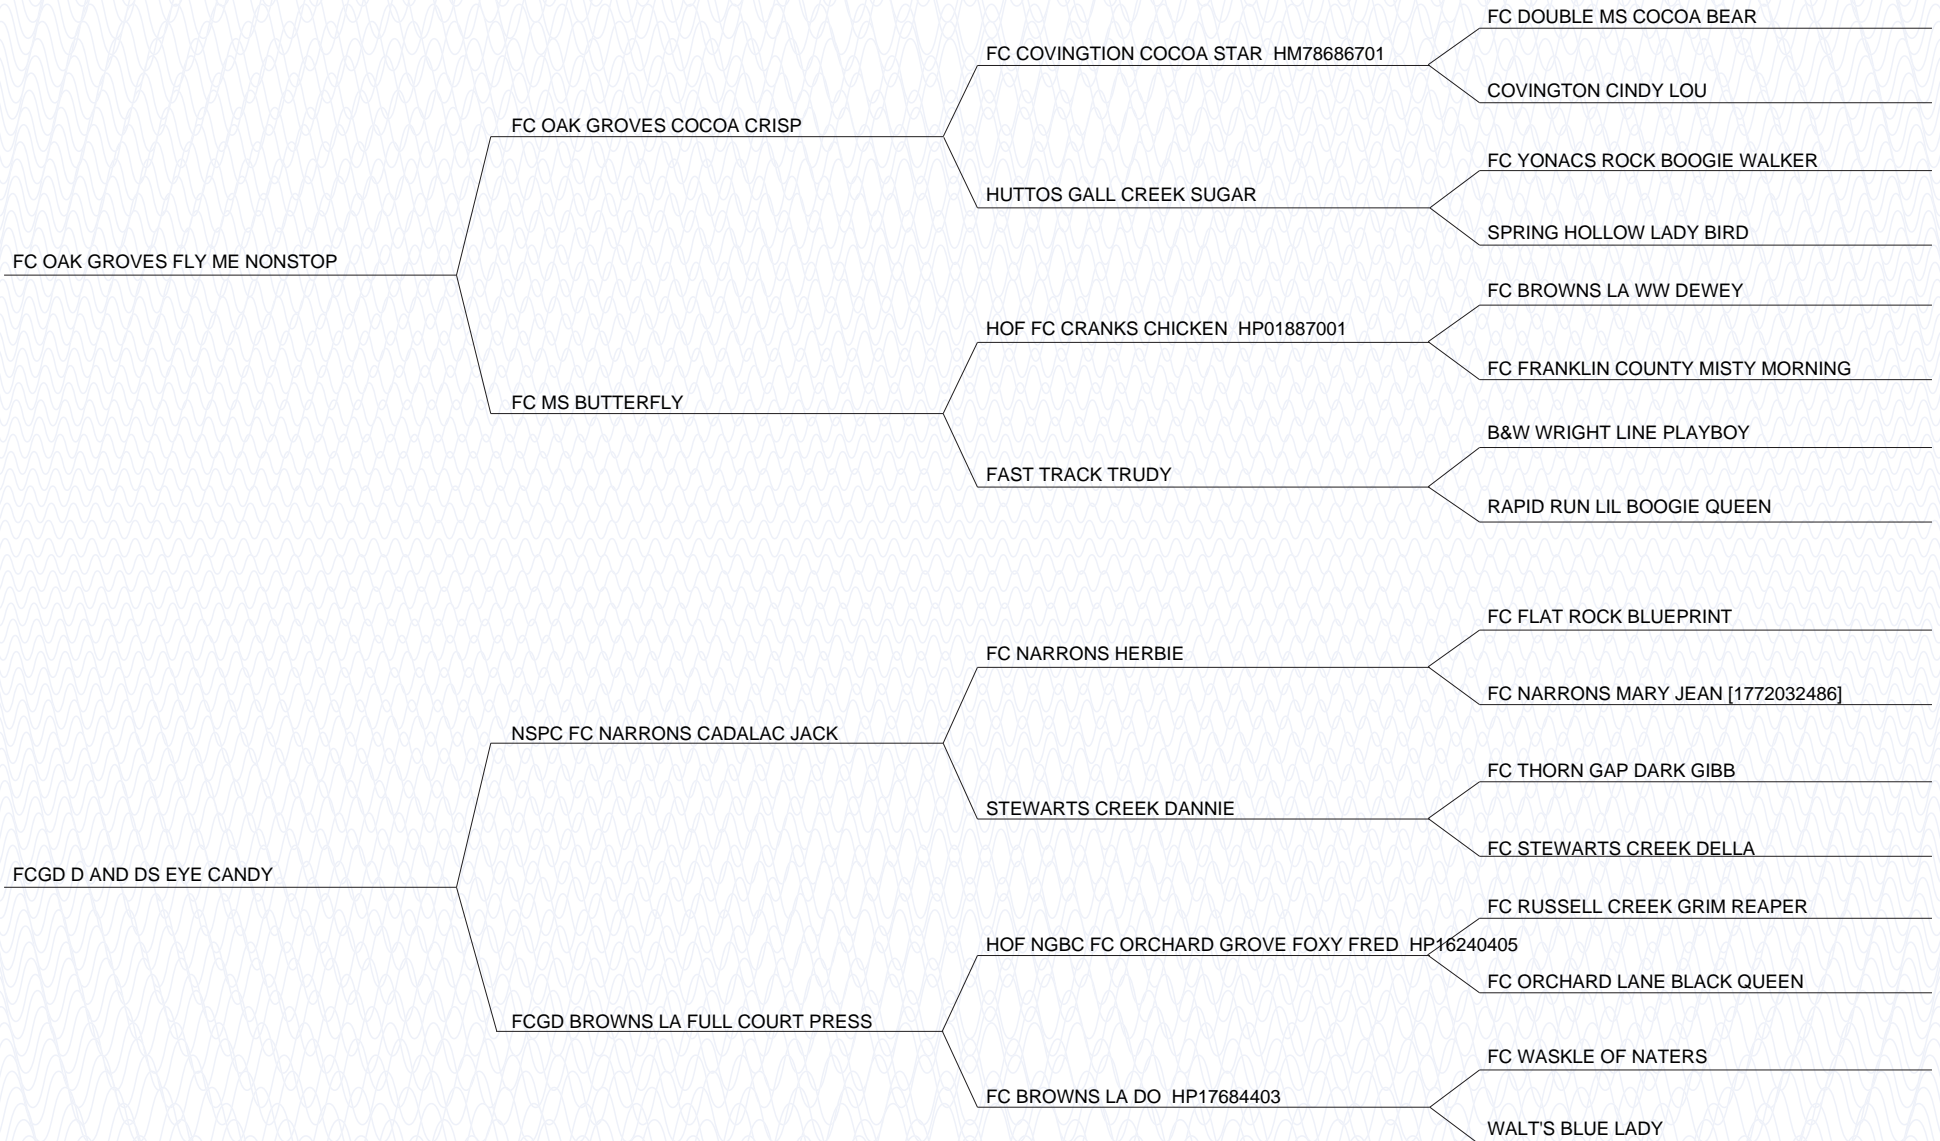 FC DOUBLE MS COCOA BEAR
FC COVINGTION COCOA STAR HM78686701
COVINGTON CINDY LOU
FC OAK GROVES COCOA CRISP
FC YONACS ROCK BOOGIE WALKER
HUTTOS GALL CREEK SUGAR
SPRING HOLLOW LADY BIRD
FC OAK GROVES FLY ME NONSTOP
FC BROWNS LA WW DEWEY
HOF FC CRANKS CHICKEN HP01887001
FC FRANKLIN COUNTY MISTY MORNING
FC MS BUTTERFLY
B&W WRIGHT LINE PLAYBOY
FAST TRACK TRUDY
RAPID RUN LIL BOOGIE QUEEN
FC FLAT ROCK BLUEPRINT
FC NARRONS HERBIE
FC NARRONS MARY JEAN [1772032486]
NSPC FC NARRONS CADALAC JACK
FC THORN GAP DARK GIBB
STEWARTS CREEK DANNIE
FC STEWARTS CREEK DELLA
FCGD D AND DS EYE CANDY
FC RUSSELL CREEK GRIM REAPER
HOF NGBC FC ORCHARD GROVE FOXY FRED HP16240405
FC ORCHARD LANE BLACK QUEEN
FCGD BROWNS LA FULL COURT PRESS
FC WASKLE OF NATERS
FC BROWNS LA DO HP17684403
WALT'S BLUE LADY